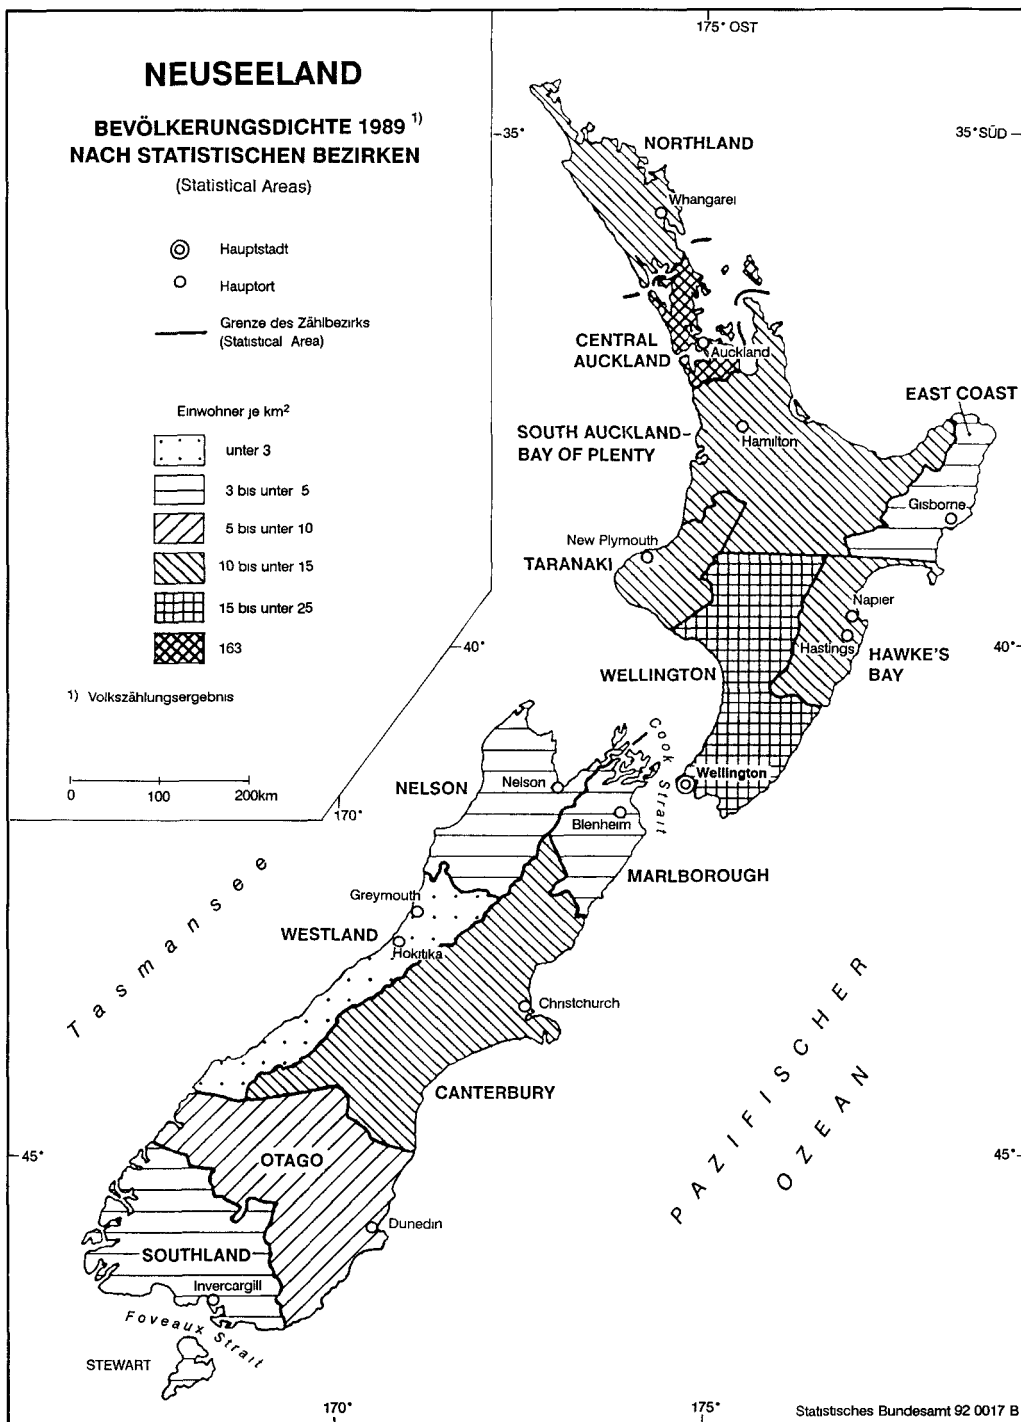 NEUSEELAND
BEVÖLKERUNGSDICHTE 1989 1)
NACH STATISTISCHEN BEZIRKEN
(Statistical Areas)
Hauptstadt
Hauptort
Grenze des Zählbezirks
(Statistical Area)
Einwohner je km²
unter 3
3 bis unter 5
5 bis unter 10
10 bis unter 15
15 bis unter 25
163
1) Volkszählungsergebnis
0 100 200km
175° OST
35°
35° SÜD
NORTHLAND
Whangarei
CENTRAL
AUCKLAND
Auckland
EAST COAST
SOUTH AUCKLAND-
BAY OF PLENTY
Hamilton
Gisborne
New Plymouth
TARANAKI
Napier
Hastings
HAWKE'S
BAY
40°
40°
WELLINGTON
Wellington
Cook Strait
NELSON
Nelson
Blenheim
170°
MARLBOROUGH
Greymouth
WESTLAND
Hokitika
Tasmansee
Christchurch
CANTERBURY
PAZIFISCHER
OZEAN
45°
45°
OTAGO
Dunedin
SOUTHLAND
Invercargill
Foveaux Strait
STEWART
170°
175°
Statistisches Bundesamt 92 0017 B